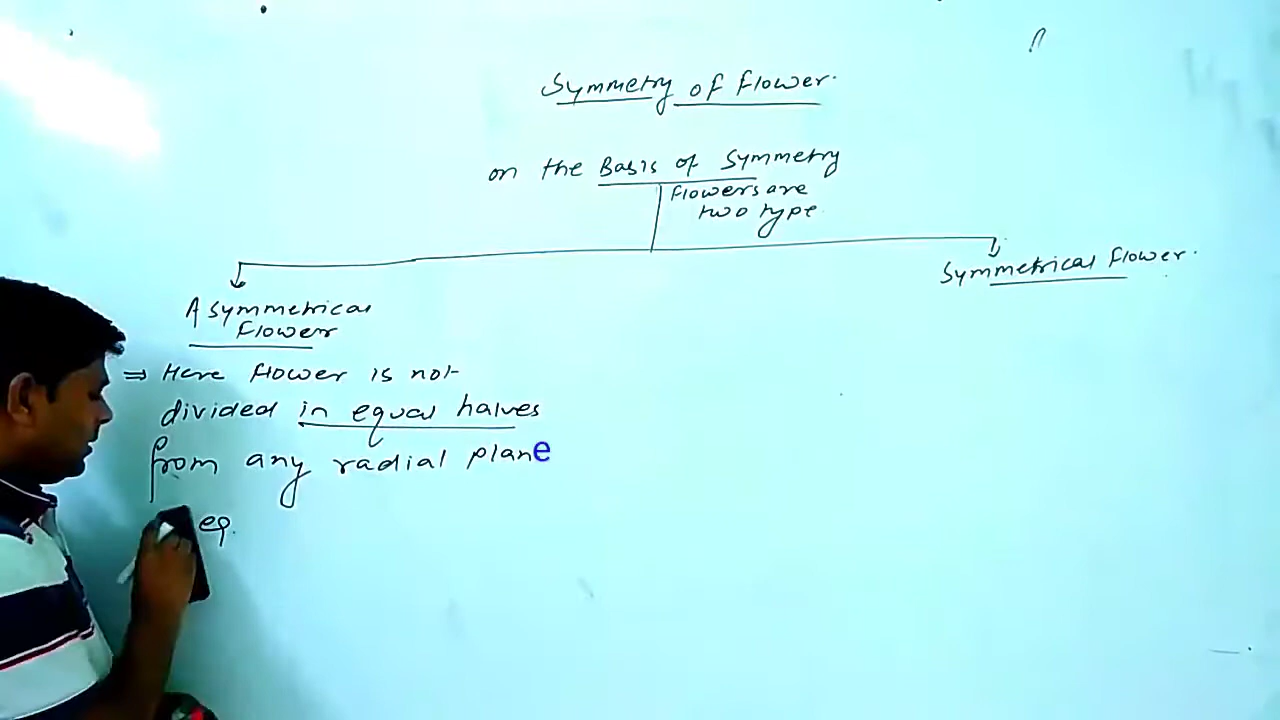 Symmetry of Flower.
on the Basis of Symmetry
Flowers are
two type.
Asymmetrical
Flower
Symmetrical Flower.
⇒ Here Flower is not
divided in equal halves
from any radial plane
eg.